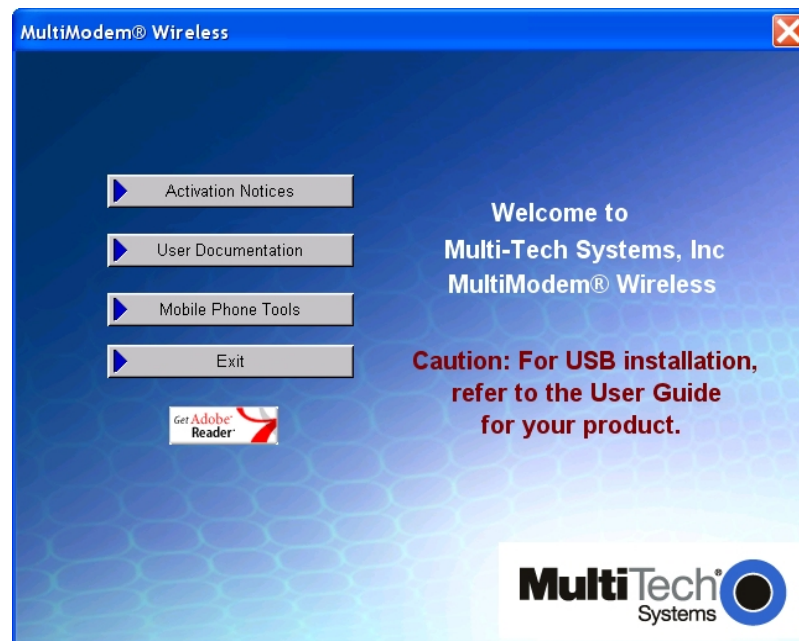 MultiModem® Wireless
Activation Notices
User Documentation
Mobile Phone Tools
Exit
Get Adobe®
Reader®
Welcome to
Multi-Tech Systems, Inc
MultiModem® Wireless
Caution: For USB installation,
refer to the User Guide
for your product.
MultiTech®
Systems